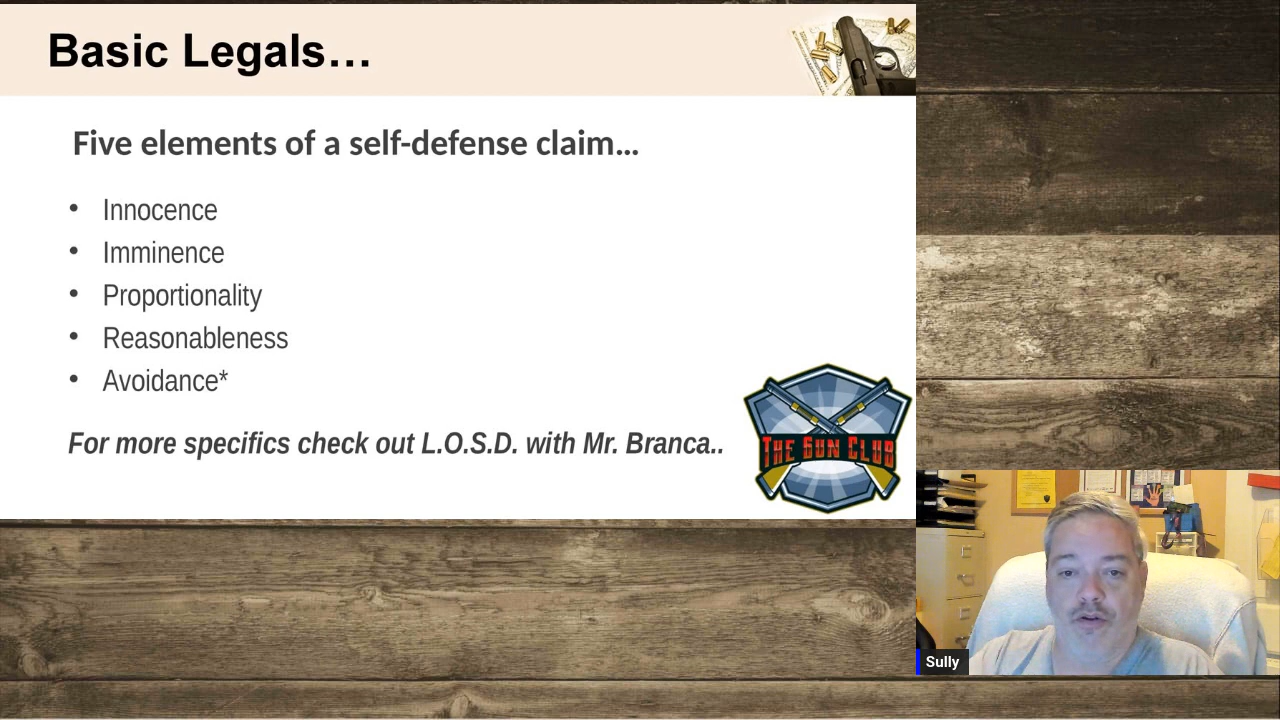 Basic Legals…
Five elements of a self-defense claim…
• Innocence
• Imminence
• Proportionality
• Reasonableness
• Avoidance*
For more specifics check out L.O.S.D. with Mr. Branca..
THE GUN CLUB
Sully